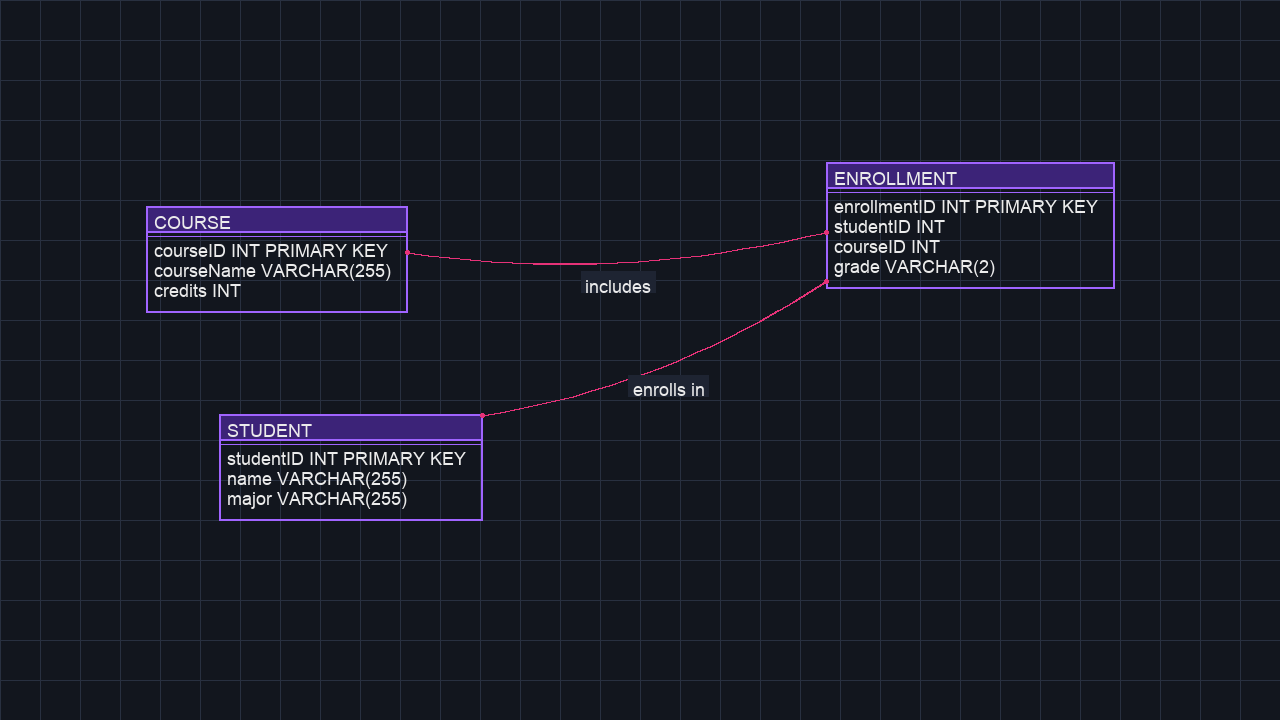 COURSE
courseID INT PRIMARY KEY
courseName VARCHAR(255)
credits INT
ENROLLMENT
enrollmentID INT PRIMARY KEY
studentID INT
courseID INT
grade VARCHAR(2)
includes
enrolls in
STUDENT
studentID INT PRIMARY KEY
name VARCHAR(255)
major VARCHAR(255)